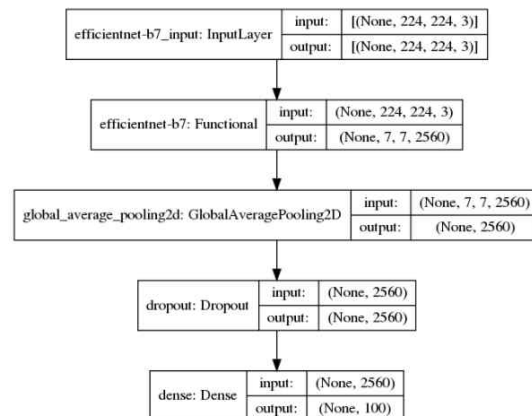 efficientnet-b7_input: InputLayer
input: [(None, 224, 224, 3)]
output: [(None, 224, 224, 3)]
efficientnet-b7: Functional
input: (None, 224, 224, 3)
output: (None, 7, 7, 2560)
global_average_pooling2d: GlobalAveragePooling2D
input: (None, 7, 7, 2560)
output: (None, 2560)
dropout: Dropout
input: (None, 2560)
output: (None, 2560)
dense: Dense
input: (None, 2560)
output: (None, 100)